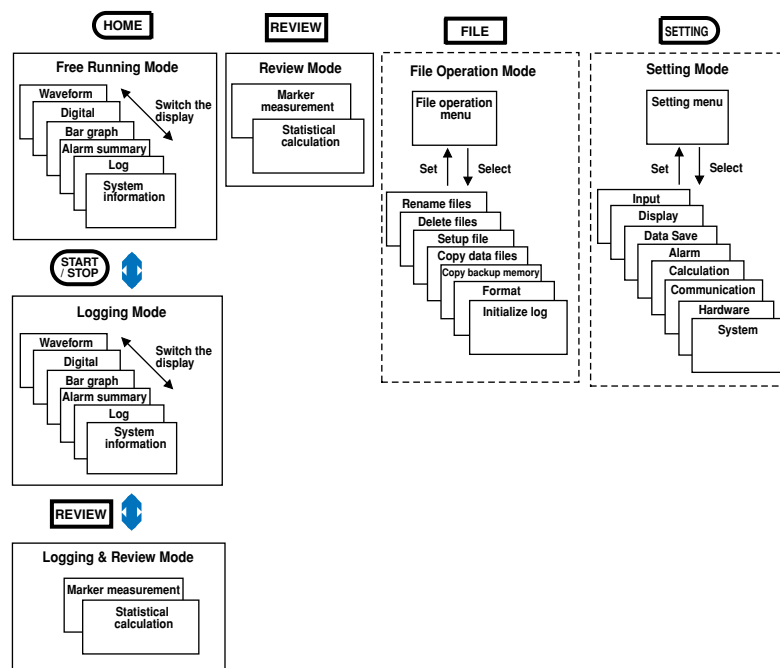 HOME
REVIEW
FILE
SETTING
Free Running Mode
Waveform
Digital
Bar graph
Alarm summary
Log
System
information
Switch the
display
Review Mode
Marker
measurement
Statistical
calculation
File Operation Mode
File operation
menu
Set
Select
Rename files
Delete files
Setup file
Copy data files
Copy backup memory
Format
Initialize log
Setting Mode
Setting menu
Set
Select
Input
Display
Data Save
Alarm
Calculation
Communication
Hardware
System
START
/ STOP
Logging Mode
Waveform
Digital
Bar graph
Alarm summary
Log
System
information
Switch the
display
REVIEW
Logging & Review Mode
Marker measurement
Statistical
calculation